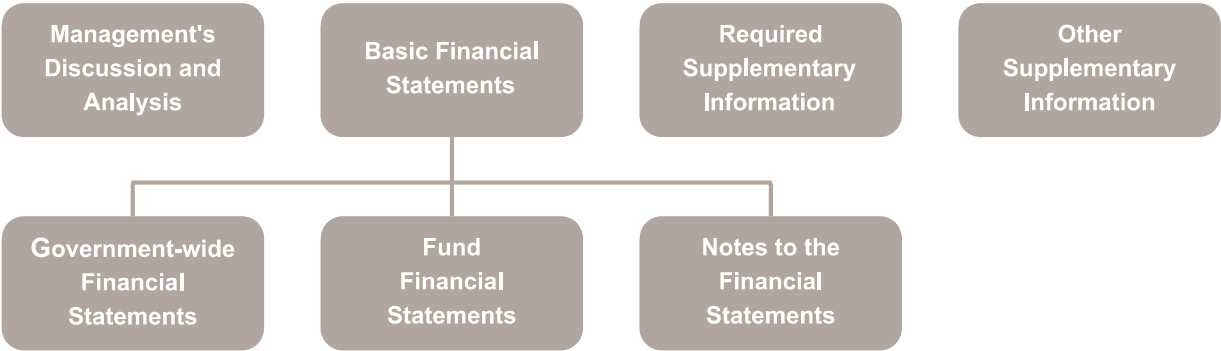 Management's
Discussion and
Analysis
Basic Financial
Statements
Required
Supplementary
Information
Other
Supplementary
Information
Government-wide
Financial
Statements
Fund
Financial
Statements
Notes to the
Financial
Statements